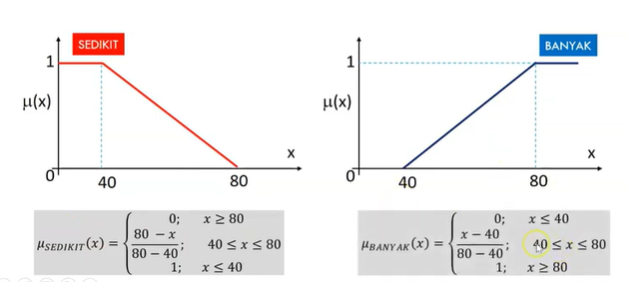 SEDIKIT
1
μ(x)
x
0
40
80
BANYAK
1
μ(x)
x
0
40
80
μSEDIKIT(x) = { 0; x ≥ 80
80 − x / 80 − 40; 40 ≤ x ≤ 80
1; x ≤ 40
μBANYAK(x) = { 0; x ≤ 40
x − 40 / 80 − 40; 40 ≤ x ≤ 80
1; x ≥ 80